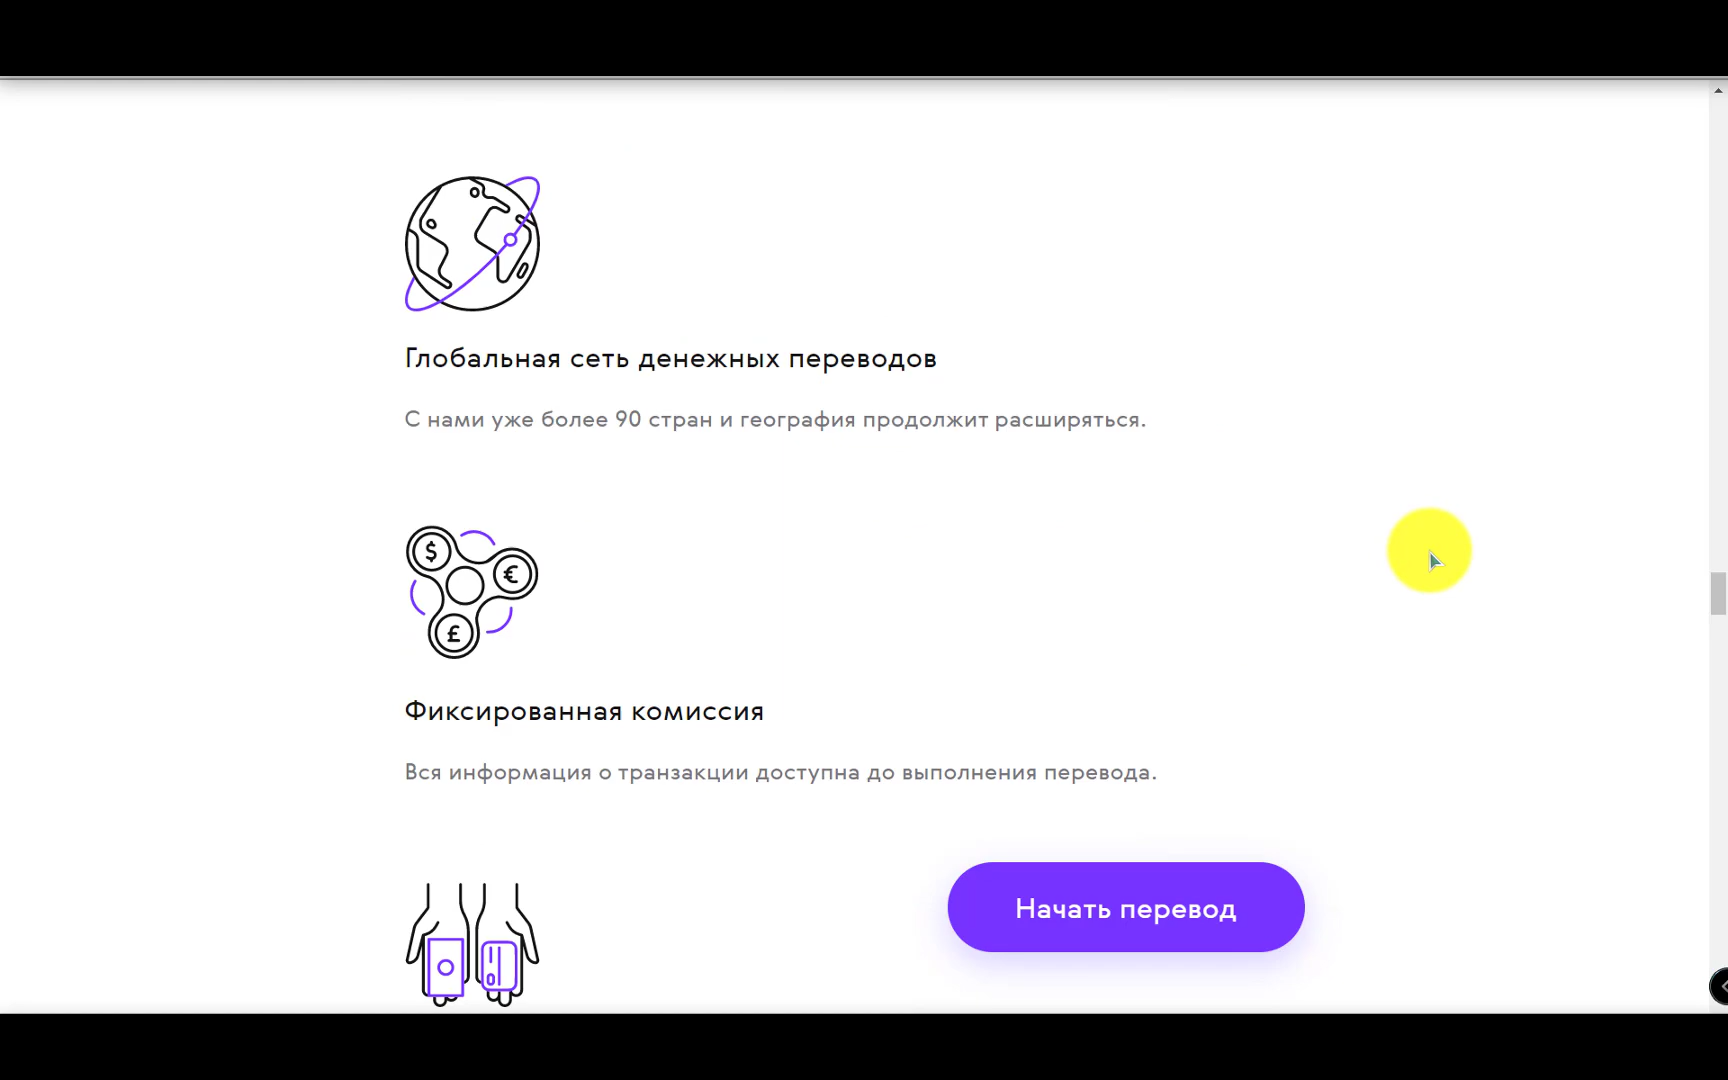 Глобальная сеть денежных переводов
С нами уже более 90 стран и география продолжит расширяться.
$
€
£
Фиксированная комиссия
Вся информация о транзакции доступна до выполнения перевода.
Начать перевод